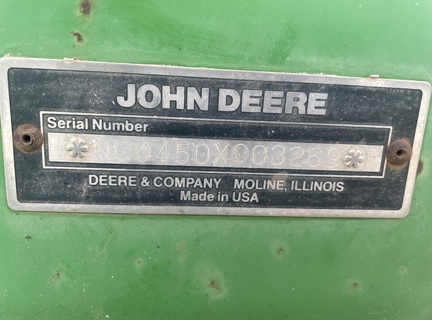 JOHN DEERE
Serial Number
DEERE & COMPANY MOLINE, ILLINOIS
Made in USA